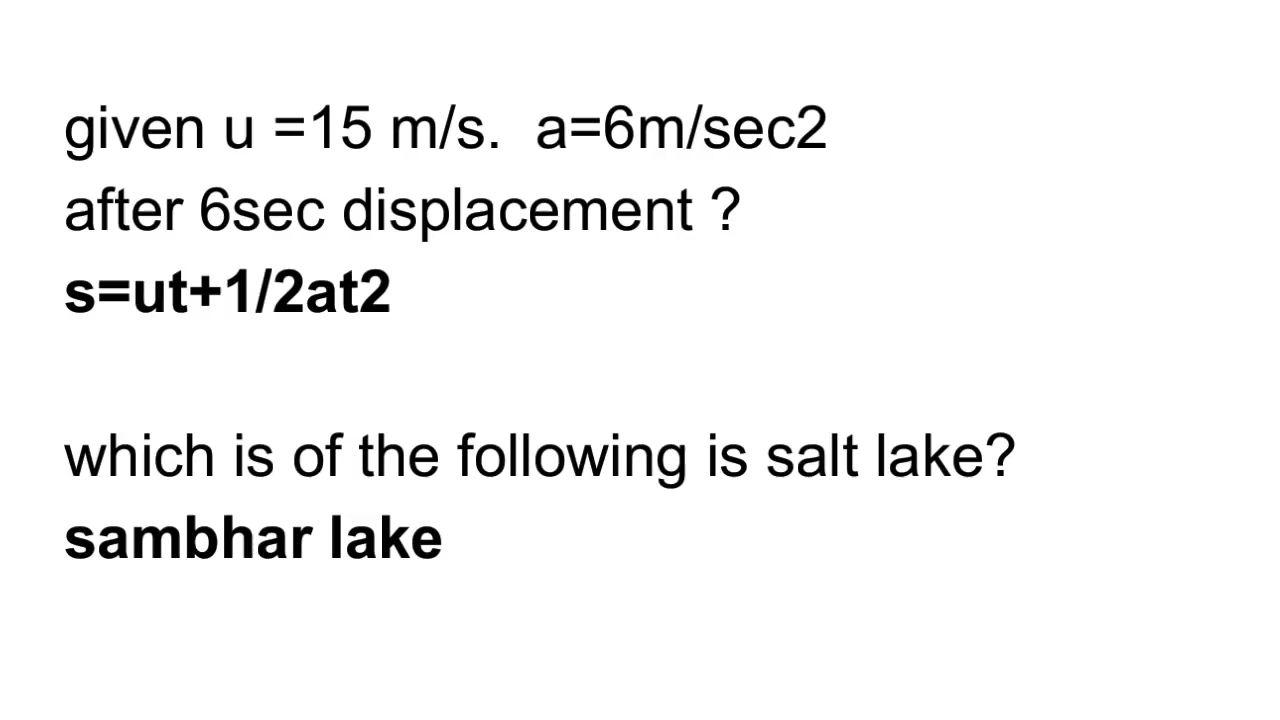 given u =15 m/s.  a=6m/sec2
after 6sec displacement ?
s=ut+1/2at2
which is of the following is salt lake?
sambhar lake